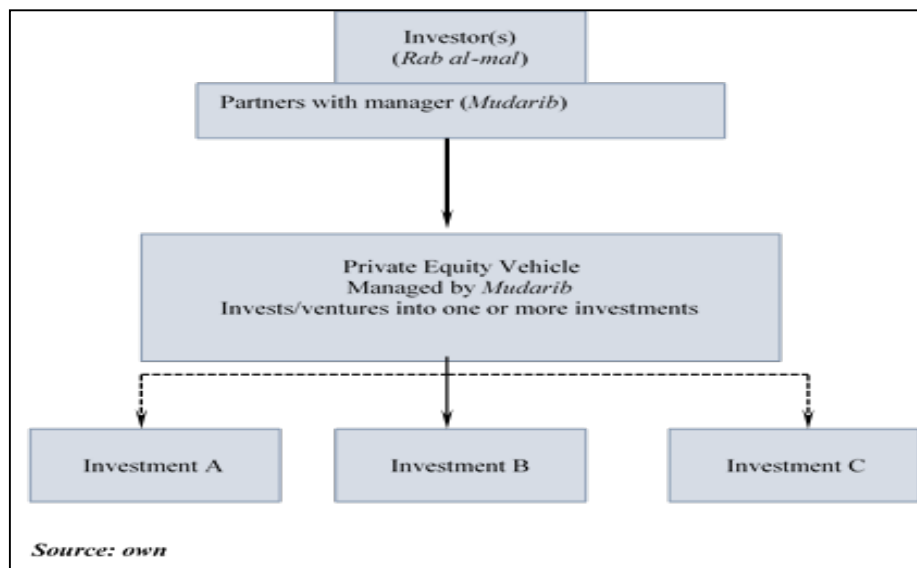 Investor(s)
(Rab al-mal)
Partners with manager (Mudarib)
Private Equity Vehicle
Managed by Mudarib
Invests/ventures into one or more investments
Investment A
Investment B
Investment C
Source: own